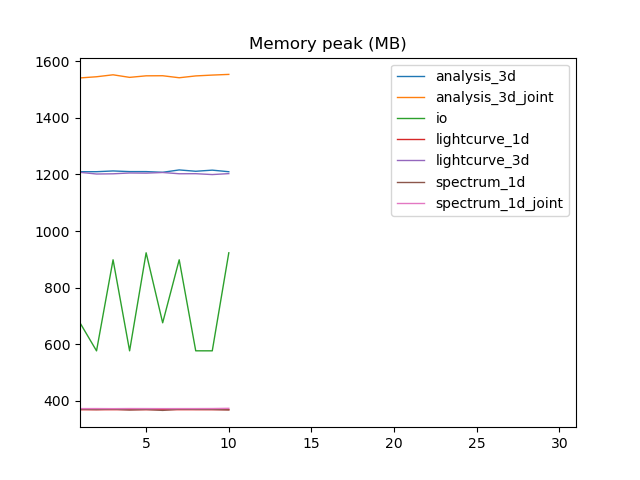 Memory peak (MB)
1600
1400
1200
1000
800
600
400
5
10
15
20
25
30
analysis_3d
analysis_3d_joint
io
lightcurve_1d
lightcurve_3d
spectrum_1d
spectrum_1d_joint